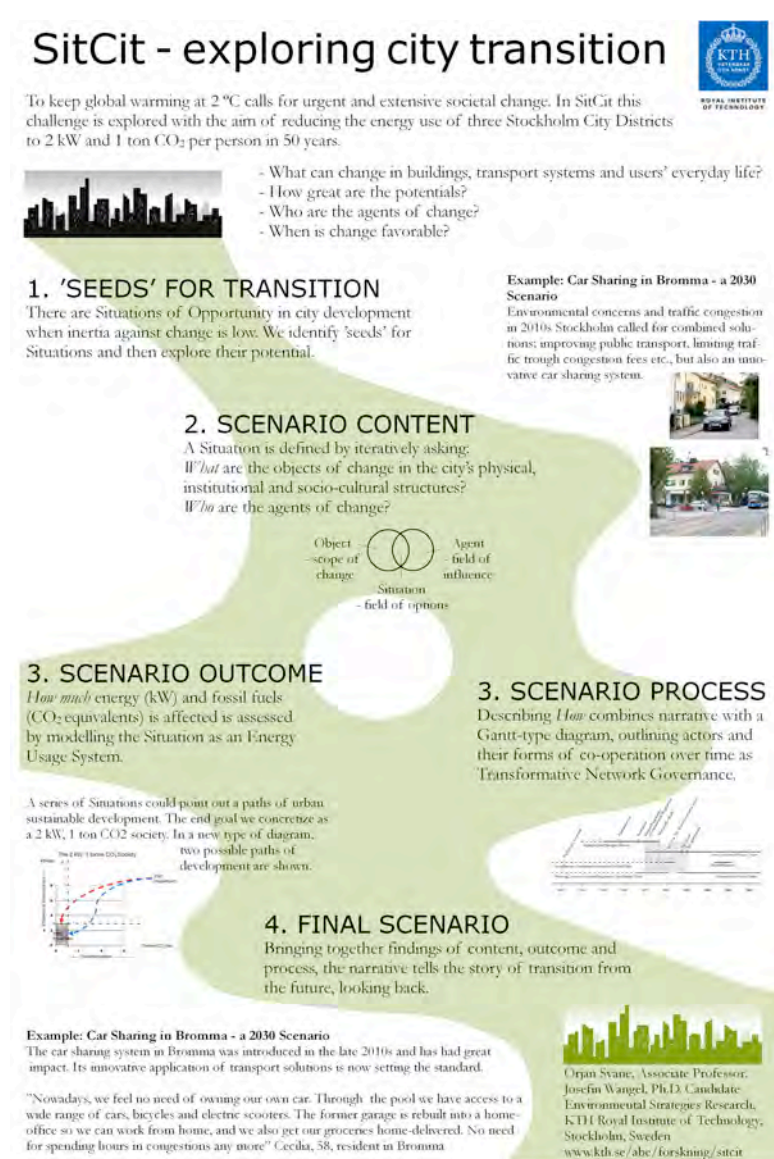 SitCit - exploring city transition
KTH
VETENSKAP
OCH KONST
ROYAL INSTITUTE
OF TECHNOLOGY
To keep global warming at 2 °C calls for urgent and extensive societal change. In SitCit this
challenge is explored with the aim of reducing the energy use of three Stockholm City Districts
to 2 kW and 1 ton CO₂ per person in 50 years.
- What can change in buildings, transport systems and users' everyday life?
- How great are the potentials?
- Who are the agents of change?
- When is change favorable?
1. 'SEEDS' FOR TRANSITION
There are Situations of Opportunity in city development
when inertia against change is low. We identify 'seeds' for
Situations and then explore their potential.
Example: Car Sharing in Bromma - a 2030
Scenario
Environmental concerns and traffic congestion
in 2010s Stockholm called for combined solu-
tions; improving public transport, limiting traf-
fic trough congestion fees etc., but also an inno-
vative car sharing system.
2. SCENARIO CONTENT
A Situation is defined by iteratively asking:
What are the objects of change in the city's physical,
institutional and socio-cultural structures?
Who are the agents of change?
Object
- scope of
change
Agent
- field of
influence
Situation
- field of options
3. SCENARIO OUTCOME
How much energy (kW) and fossil fuels
(CO₂ equivalents) is affected is assessed
by modelling the Situation as an Energy
Usage System.
A series of Situations could point out a paths of urban
sustainable development. The end goal we concretize as
a 2 kW, 1 ton CO2 society. In a new type of diagram,
two possible paths of
development are shown.
3. SCENARIO PROCESS
Describing How combines narrative with a
Gantt-type diagram, outlining actors and
their forms of co-operation over time as
Transformative Network Governance.
4. FINAL SCENARIO
Bringing together findings of content, outcome and
process, the narrative tells the story of transition from
the future, looking back.
Example: Car Sharing in Bromma - a 2030 Scenario
The car sharing system in Bromma was introduced in the late 2010s and has had great
impact. Its innovative application of transport solutions is now setting the standard.
"Nowadays, we feel no need of owning our own car. Through the pool we have access to a
wide range of cars, bicycles and electric scooters. The former garage is rebuilt into a home-
office so we can work from home, and we also get our groceries home-delivered. No need
for spending hours in congestions any more" Cecilia, 58, resident in Bromma
Örjan Svane, Associate Professor,
Josefin Wangel, Ph.D. Candidate
Environmental Strategies Research,
KTH Royal Institute of Technology,
Stockholm, Sweden
www.kth.se/abe/forskning/sitcit